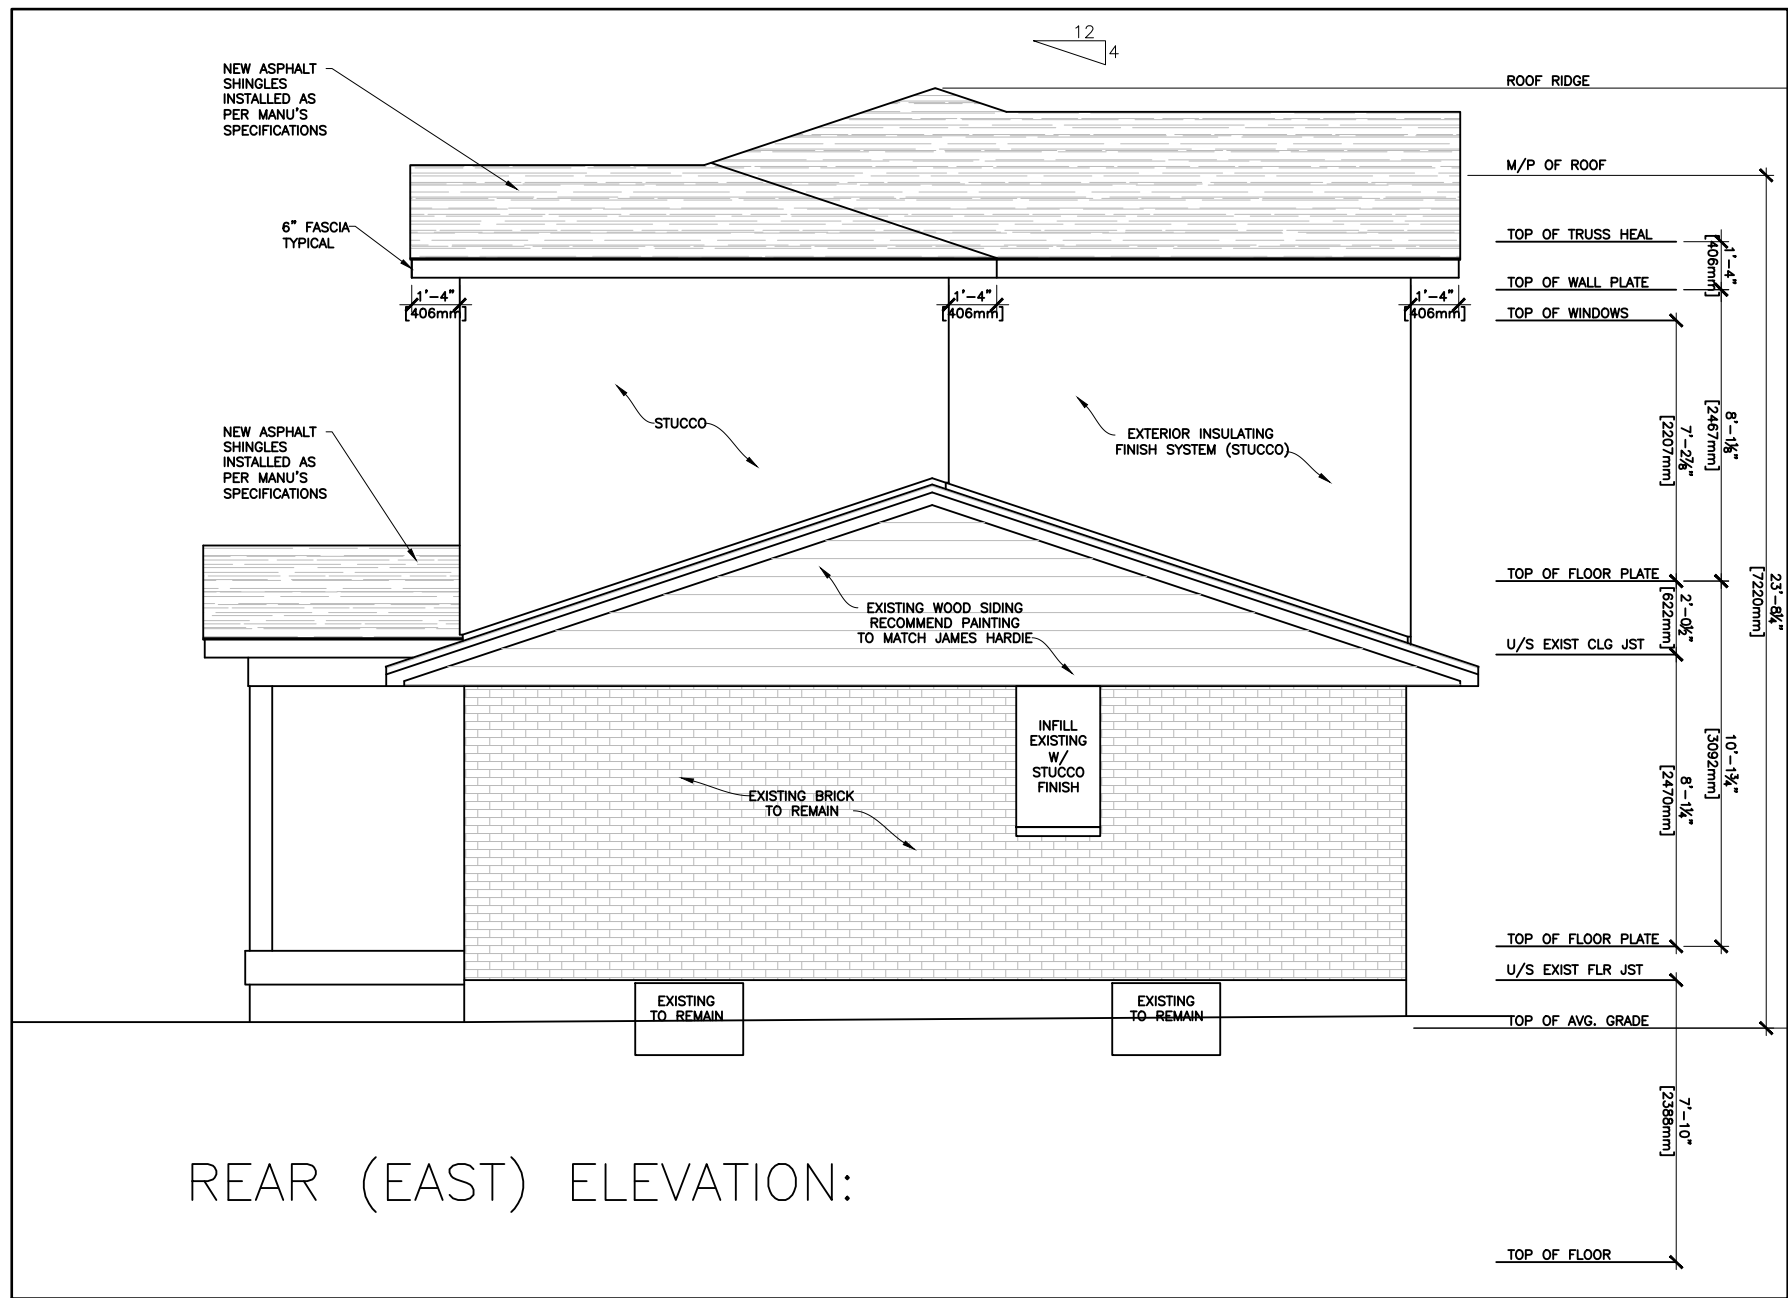 12
4
NEW ASPHALT
SHINGLES
INSTALLED AS
PER MANU'S
SPECIFICATIONS
6" FASCIA
TYPICAL
1'-4"
[406mm]
1'-4"
[406mm]
1'-4"
[406mm]
STUCCO
EXTERIOR INSULATING
FINISH SYSTEM (STUCCO)
NEW ASPHALT
SHINGLES
INSTALLED AS
PER MANU'S
SPECIFICATIONS
EXISTING WOOD SIDING
RECOMMEND PAINTING
TO MATCH JAMES HARDIE
INFILL
EXISTING
W/
STUCCO
FINISH
EXISTING BRICK
TO REMAIN
EXISTING
TO REMAIN
EXISTING
TO REMAIN
ROOF RIDGE
M/P OF ROOF
TOP OF TRUSS HEAL
TOP OF WALL PLATE
TOP OF WINDOWS
TOP OF FLOOR PLATE
U/S EXIST CLG JST
TOP OF FLOOR PLATE
U/S EXIST FLR JST
TOP OF AVG. GRADE
TOP OF FLOOR
1'-4"
[406mm]
8'-1⅛"
[2467mm]
7'-2⅞"
[2207mm]
23'-8¼"
[7220mm]
2'-0½"
[622mm]
10'-1¾"
[3092mm]
8'-1¼"
[2470mm]
7'-10"
[2388mm]
REAR (EAST) ELEVATION: